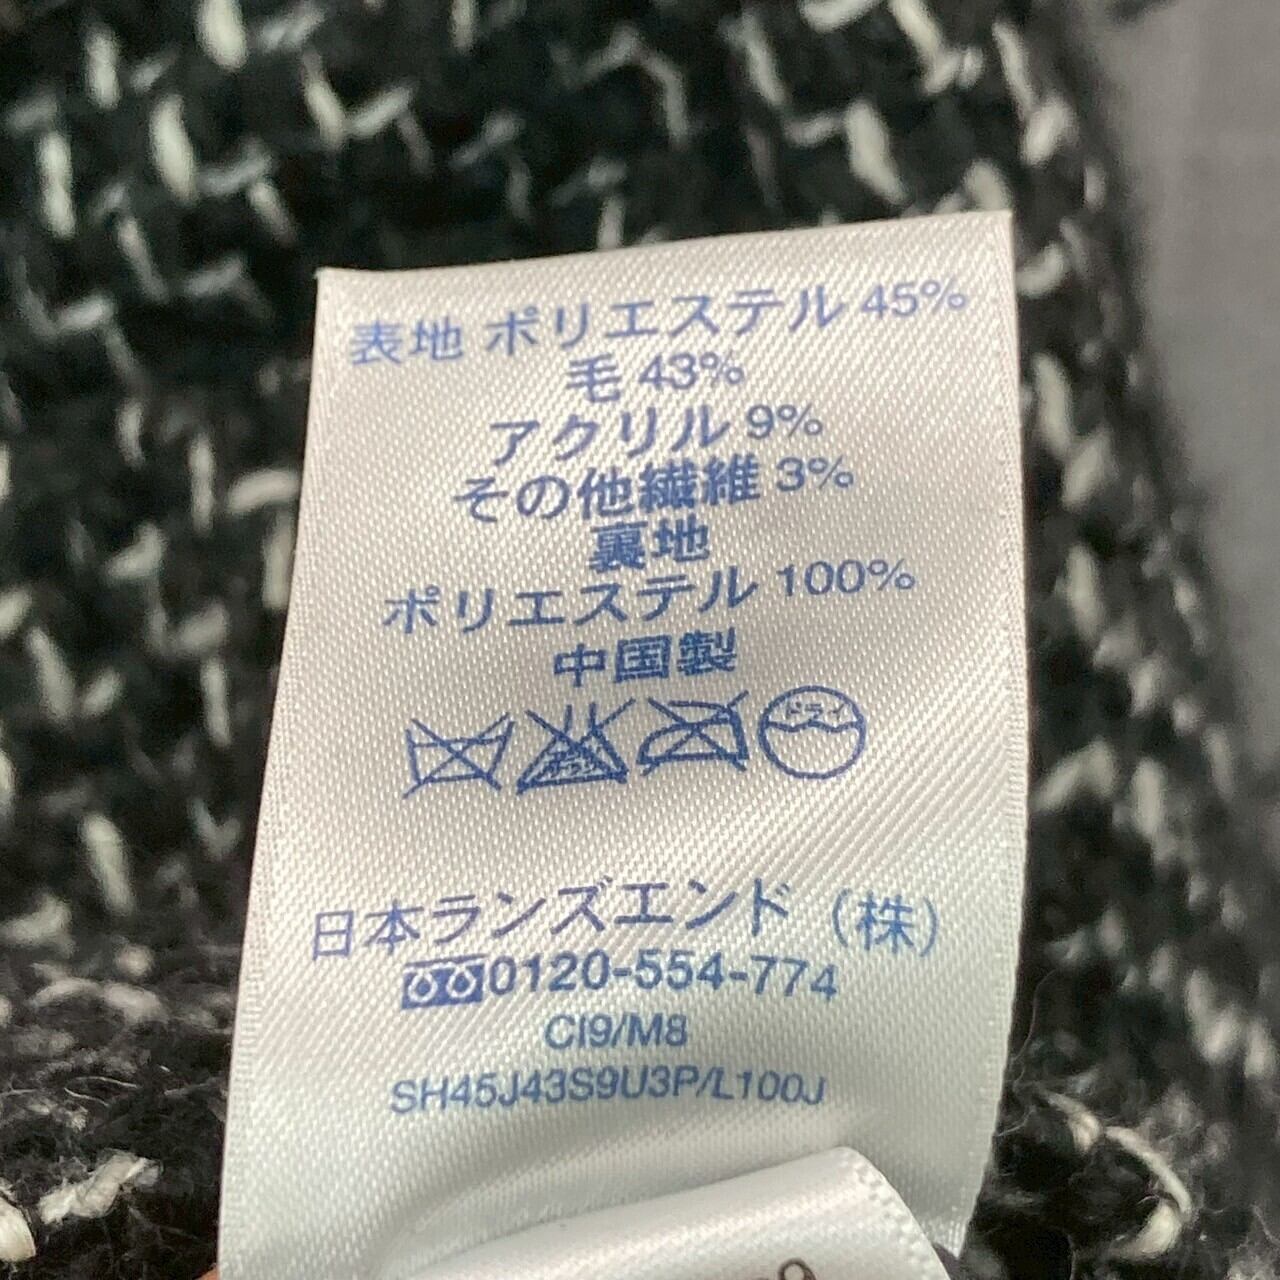 表地 ポリエステル 45%
毛 43%
アクリル 9%
その他繊維 3%
裏地
ポリエステル 100%
中国製
ドライ
日本ランズエンド(株)
0120-554-774
CI9/M8
SH45J43S9U3P/L100J